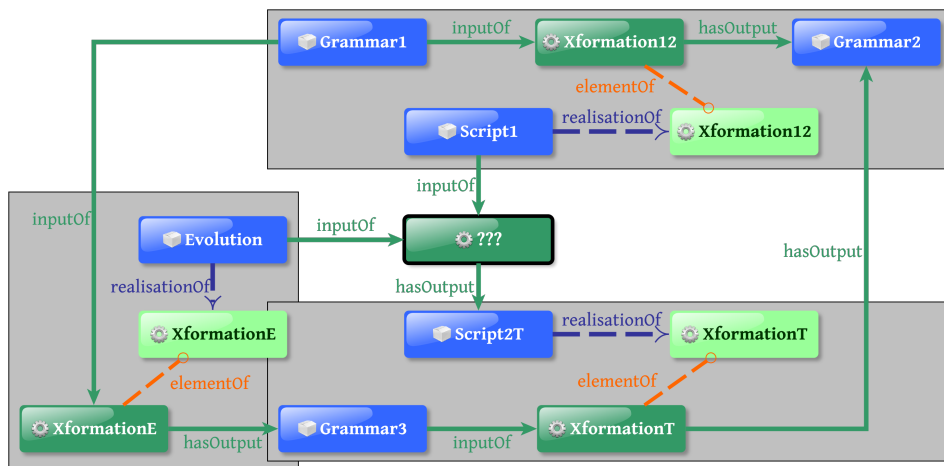 Grammar1
inputOf
Xformation12
hasOutput
Grammar2
elementOf
Script1
realisationOf
Xformation12
inputOf
inputOf
Evolution
inputOf
???
hasOutput
realisationOf
hasOutput
XformationE
Script2T
realisationOf
XformationT
elementOf
elementOf
XformationE
hasOutput
Grammar3
inputOf
XformationT